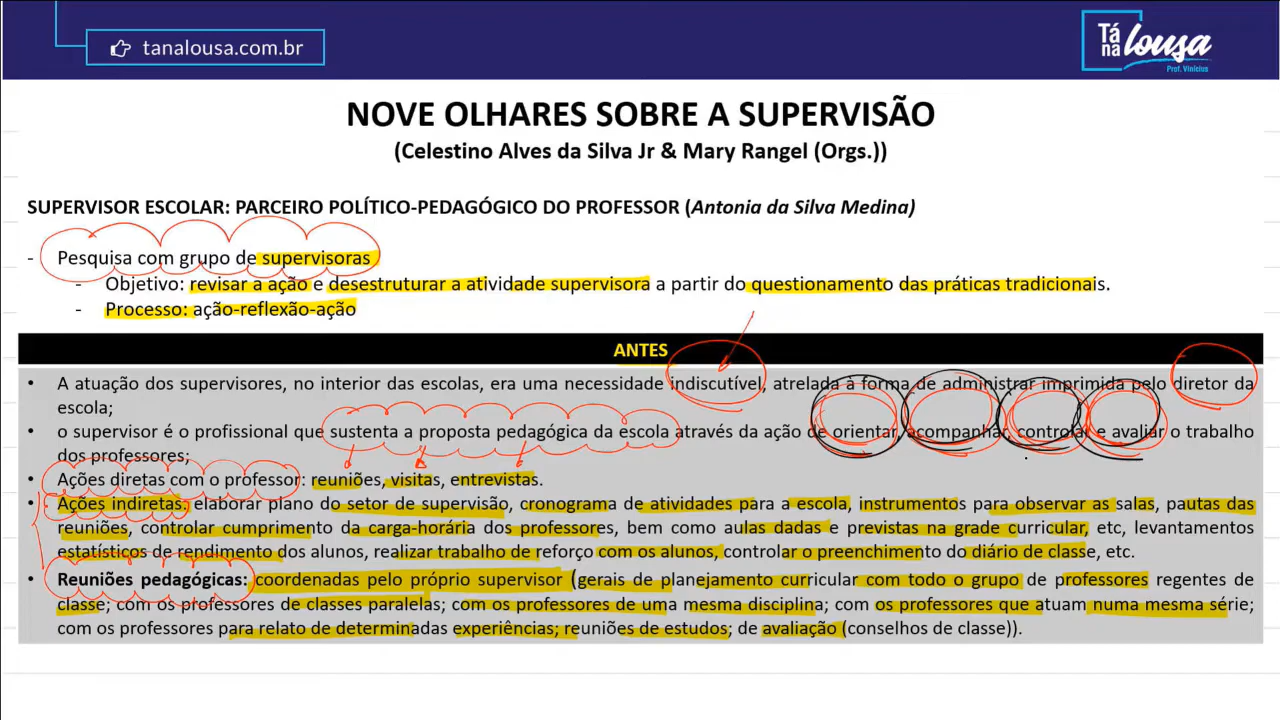 tanalousa.com.br
Tá na lousa
Prof. Vinícius
NOVE OLHARES SOBRE A SUPERVISÃO
(Celestino Alves da Silva Jr & Mary Rangel (Orgs.))
SUPERVISOR ESCOLAR: PARCEIRO POLÍTICO-PEDAGÓGICO DO PROFESSOR (Antonia da Silva Medina)
- Pesquisa com grupo de supervisoras
- Objetivo: revisar a ação e desestruturar a atividade supervisora a partir do questionamento das práticas tradicionais.
- Processo: ação-reflexão-ação
ANTES
• A atuação dos supervisores, no interior das escolas, era uma necessidade indiscutível, atrelada à forma de administrar imprimida pelo diretor da
escola;
• o supervisor é o profissional que sustenta a proposta pedagógica da escola através da ação de orientar, acompanhar, controlar e avaliar o trabalho
dos professores;
• Ações diretas com o professor: reuniões, visitas, entrevistas.
• Ações indiretas: elaborar plano do setor de supervisão, cronograma de atividades para a escola, instrumentos para observar as salas, pautas das
reuniões, controlar cumprimento da carga-horária dos professores, bem como aulas dadas e previstas na grade curricular, etc, levantamentos
estatísticos de rendimento dos alunos, realizar trabalho de reforço com os alunos, controlar o preenchimento do diário de classe, etc.
• Reuniões pedagógicas: coordenadas pelo próprio supervisor (gerais de planejamento curricular com todo o grupo de professores regentes de
classe; com os professores de classes paralelas; com os professores de uma mesma disciplina; com os professores que atuam numa mesma série;
com os professores para relato de determinadas experiências; reuniões de estudos; de avaliação (conselhos de classe)).